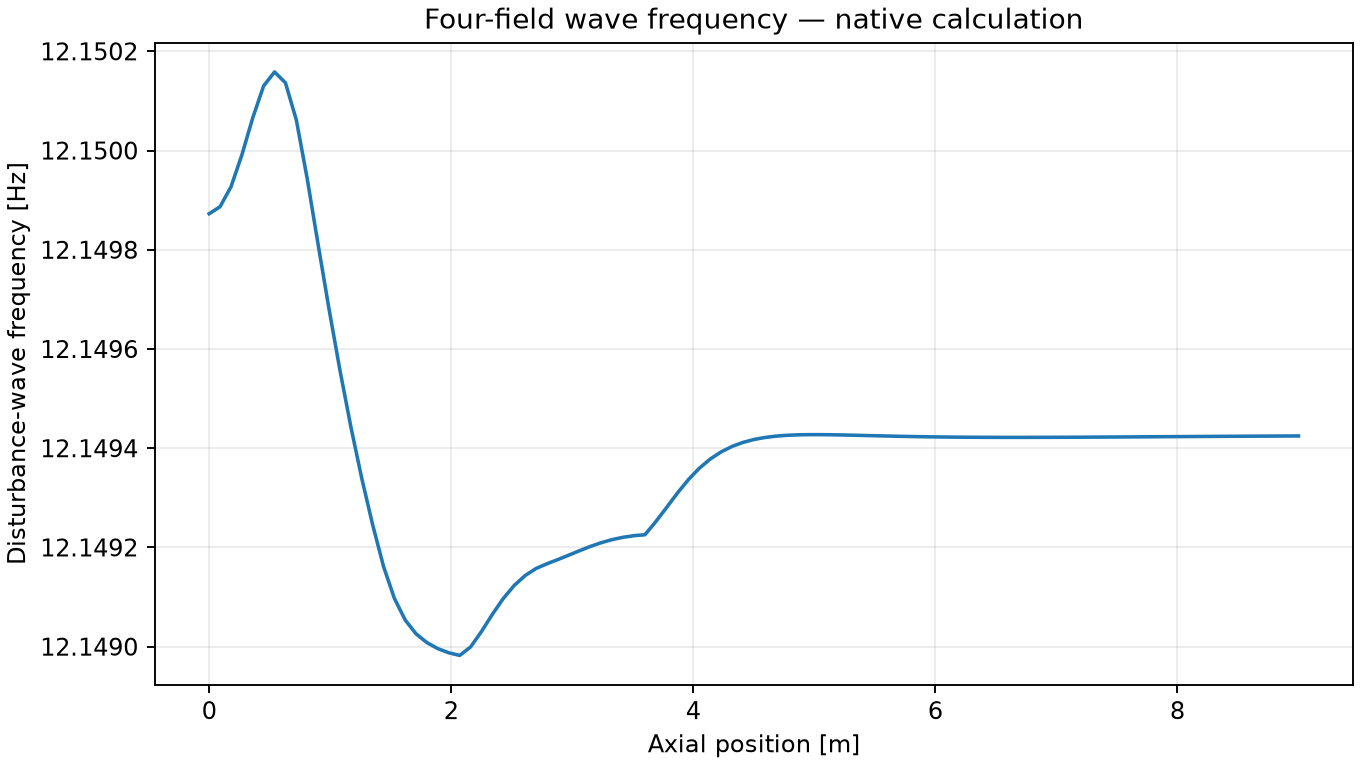 Four-field wave frequency — native calculation
Disturbance-wave frequency [Hz]
12.1502
12.1500
12.1498
12.1496
12.1494
12.1492
12.1490
0 2 4 6 8
Axial position [m]